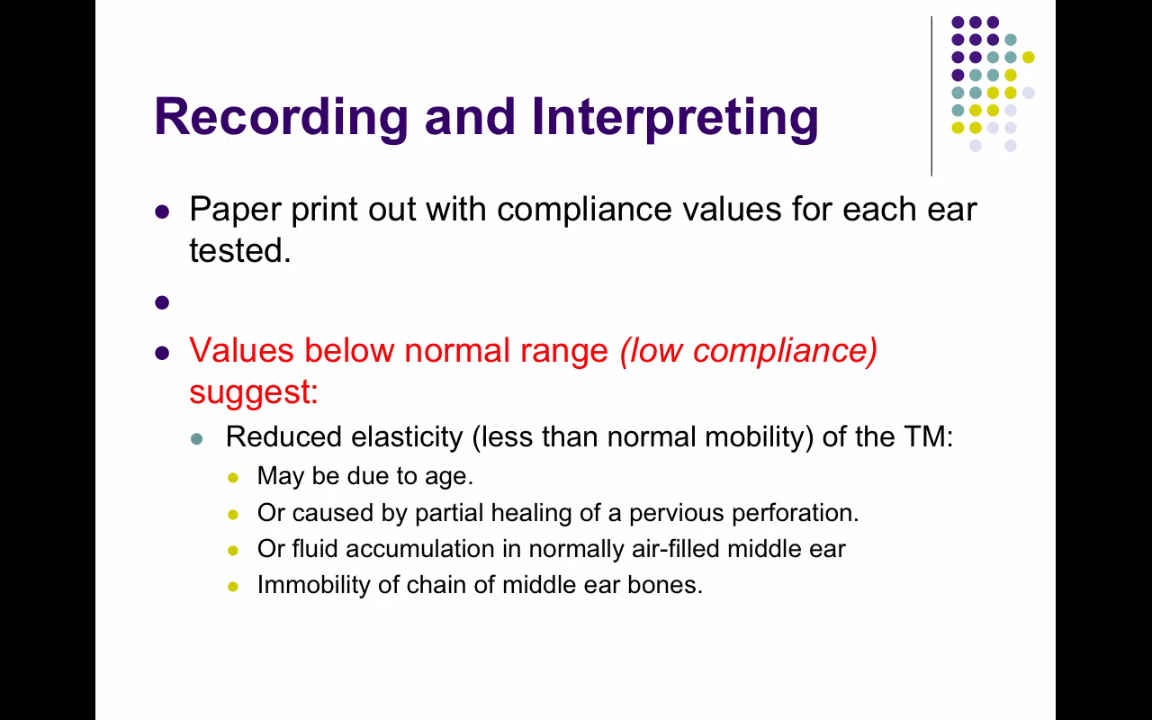 Recording and Interpreting
Paper print out with compliance values for each ear
tested.
Values below normal range (low compliance)
suggest:
Reduced elasticity (less than normal mobility) of the TM:
May be due to age.
Or caused by partial healing of a pervious perforation.
Or fluid accumulation in normally air-filled middle ear
Immobility of chain of middle ear bones.